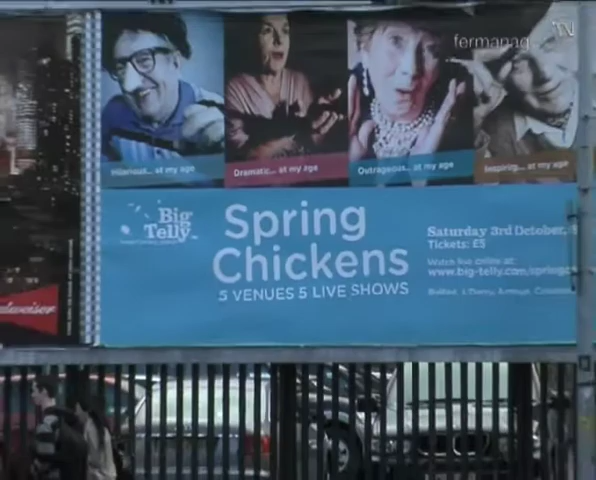 fermanagh TV
Hilarious... at my age
Dramatic... at my age
Outrageous... at my age
Inspiring... at my age
Big
Telly
Spring
Chickens
5 VENUES 5 LIVE SHOWS
Saturday 3rd October,
Tickets: £5
Watch live online at:
www.big-telly.com/spring
Belfast